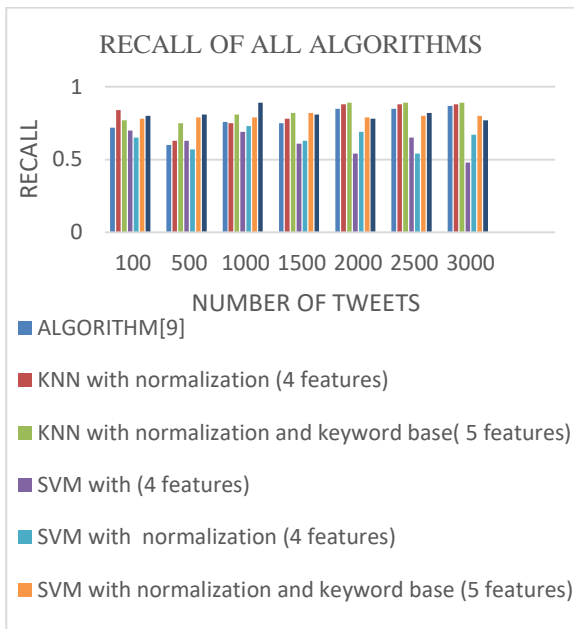 RECALL OF ALL ALGORITHMS
1
0.5
0
RECALL
100 500 1000 1500 2000 2500 3000
NUMBER OF TWEETS
ALGORITHM[9]
KNN with normalization (4 features)
KNN with normalization and keyword base( 5 features)
SVM with (4 features)
SVM with normalization (4 features)
SVM with normalization and keyword base (5 features)